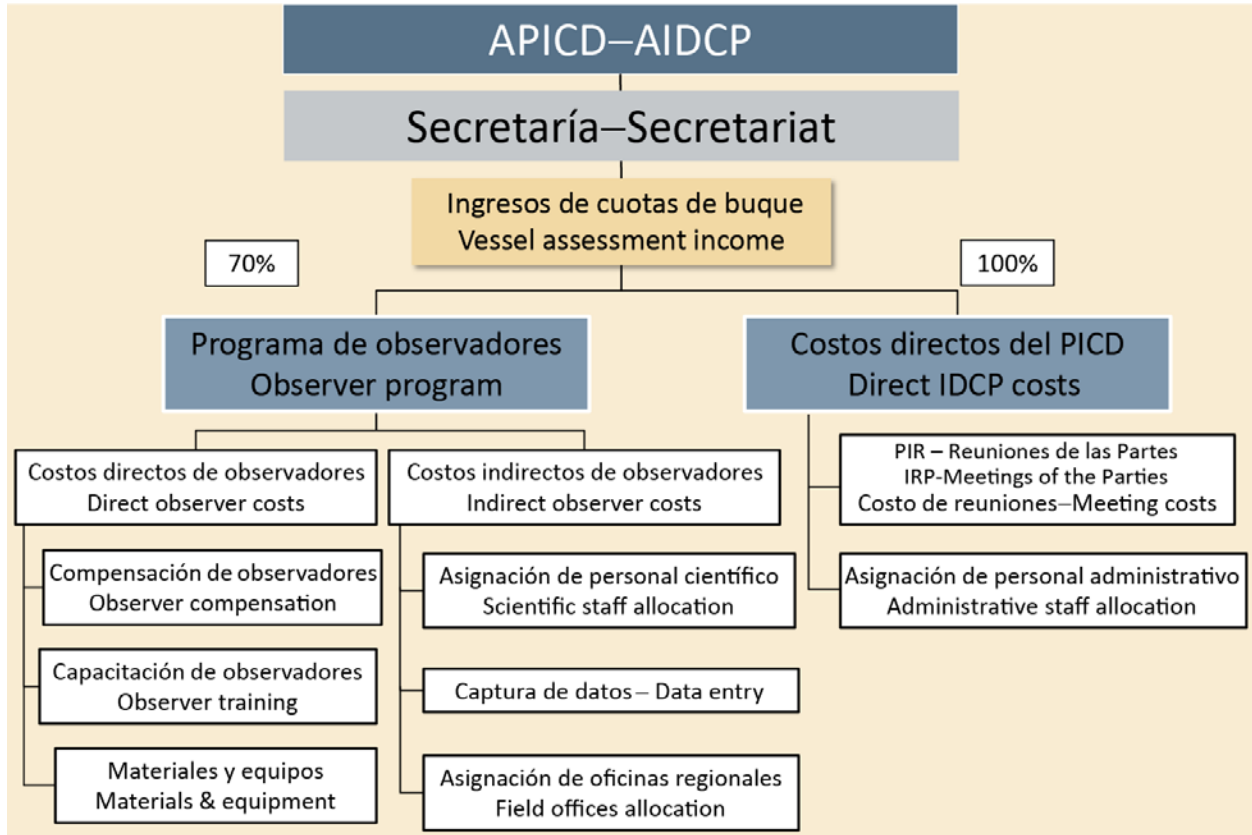 APICD–AIDCP
Secretaría–Secretariat
Ingresos de cuotas de buque
Vessel assessment income
70%
100%
Programa de observadores
Observer program
Costos directos del PICD
Direct IDCP costs
Costos directos de observadores
Direct observer costs
Costos indirectos de observadores
Indirect observer costs
PIR – Reuniones de las Partes
IRP-Meetings of the Parties
Costo de reuniones–Meeting costs
Compensación de observadores
Observer compensation
Asignación de personal científico
Scientific staff allocation
Asignación de personal administrativo
Administrative staff allocation
Capacitación de observadores
Observer training
Captura de datos – Data entry
Materiales y equipos
Materials & equipment
Asignación de oficinas regionales
Field offices allocation